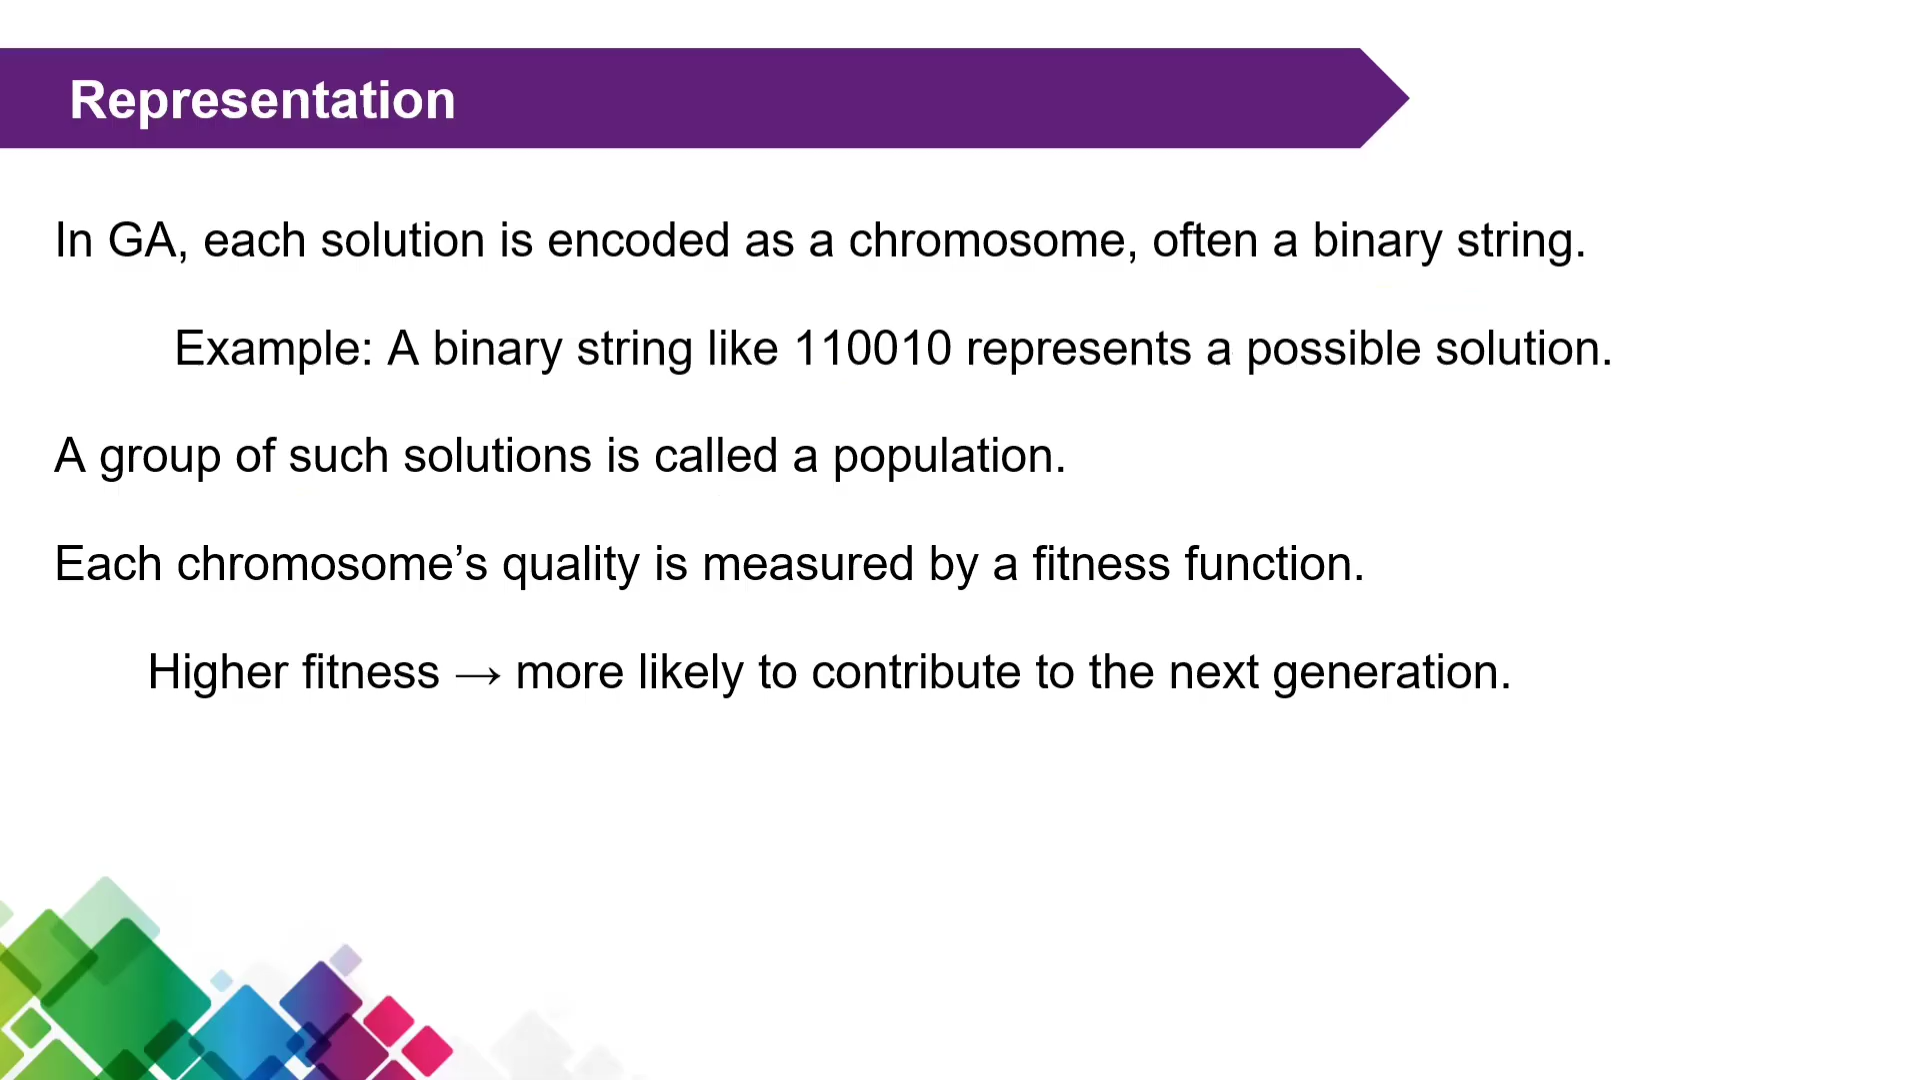 Representation
In GA, each solution is encoded as a chromosome, often a binary string.
Example: A binary string like 110010 represents a possible solution.
A group of such solutions is called a population.
Each chromosome’s quality is measured by a fitness function.
Higher fitness → more likely to contribute to the next generation.